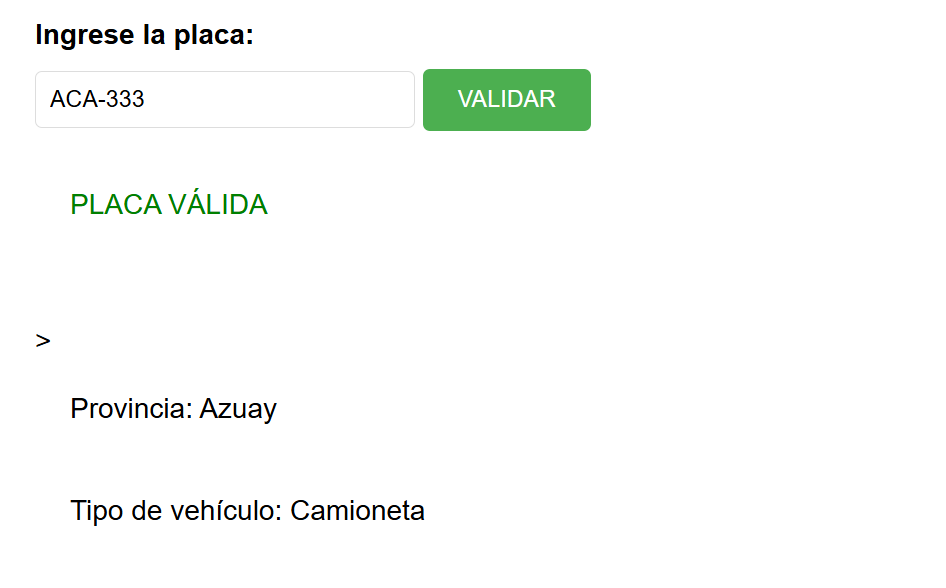 Ingrese la placa:
ACA-333 VALIDAR
PLACA VÁLIDA
>
Provincia: Azuay
Tipo de vehículo: Camioneta